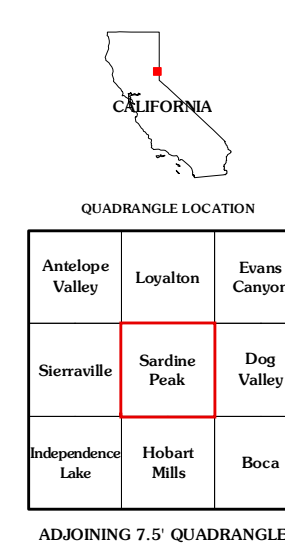 CALIFORNIA
QUADRANGLE LOCATION
Antelope
Valley
Loyalton
Evans
Canyon
Sierraville
Sardine
Peak
Dog
Valley
Independence
Lake
Hobart
Mills
Boca
ADJOINING 7.5' QUADRANGLE